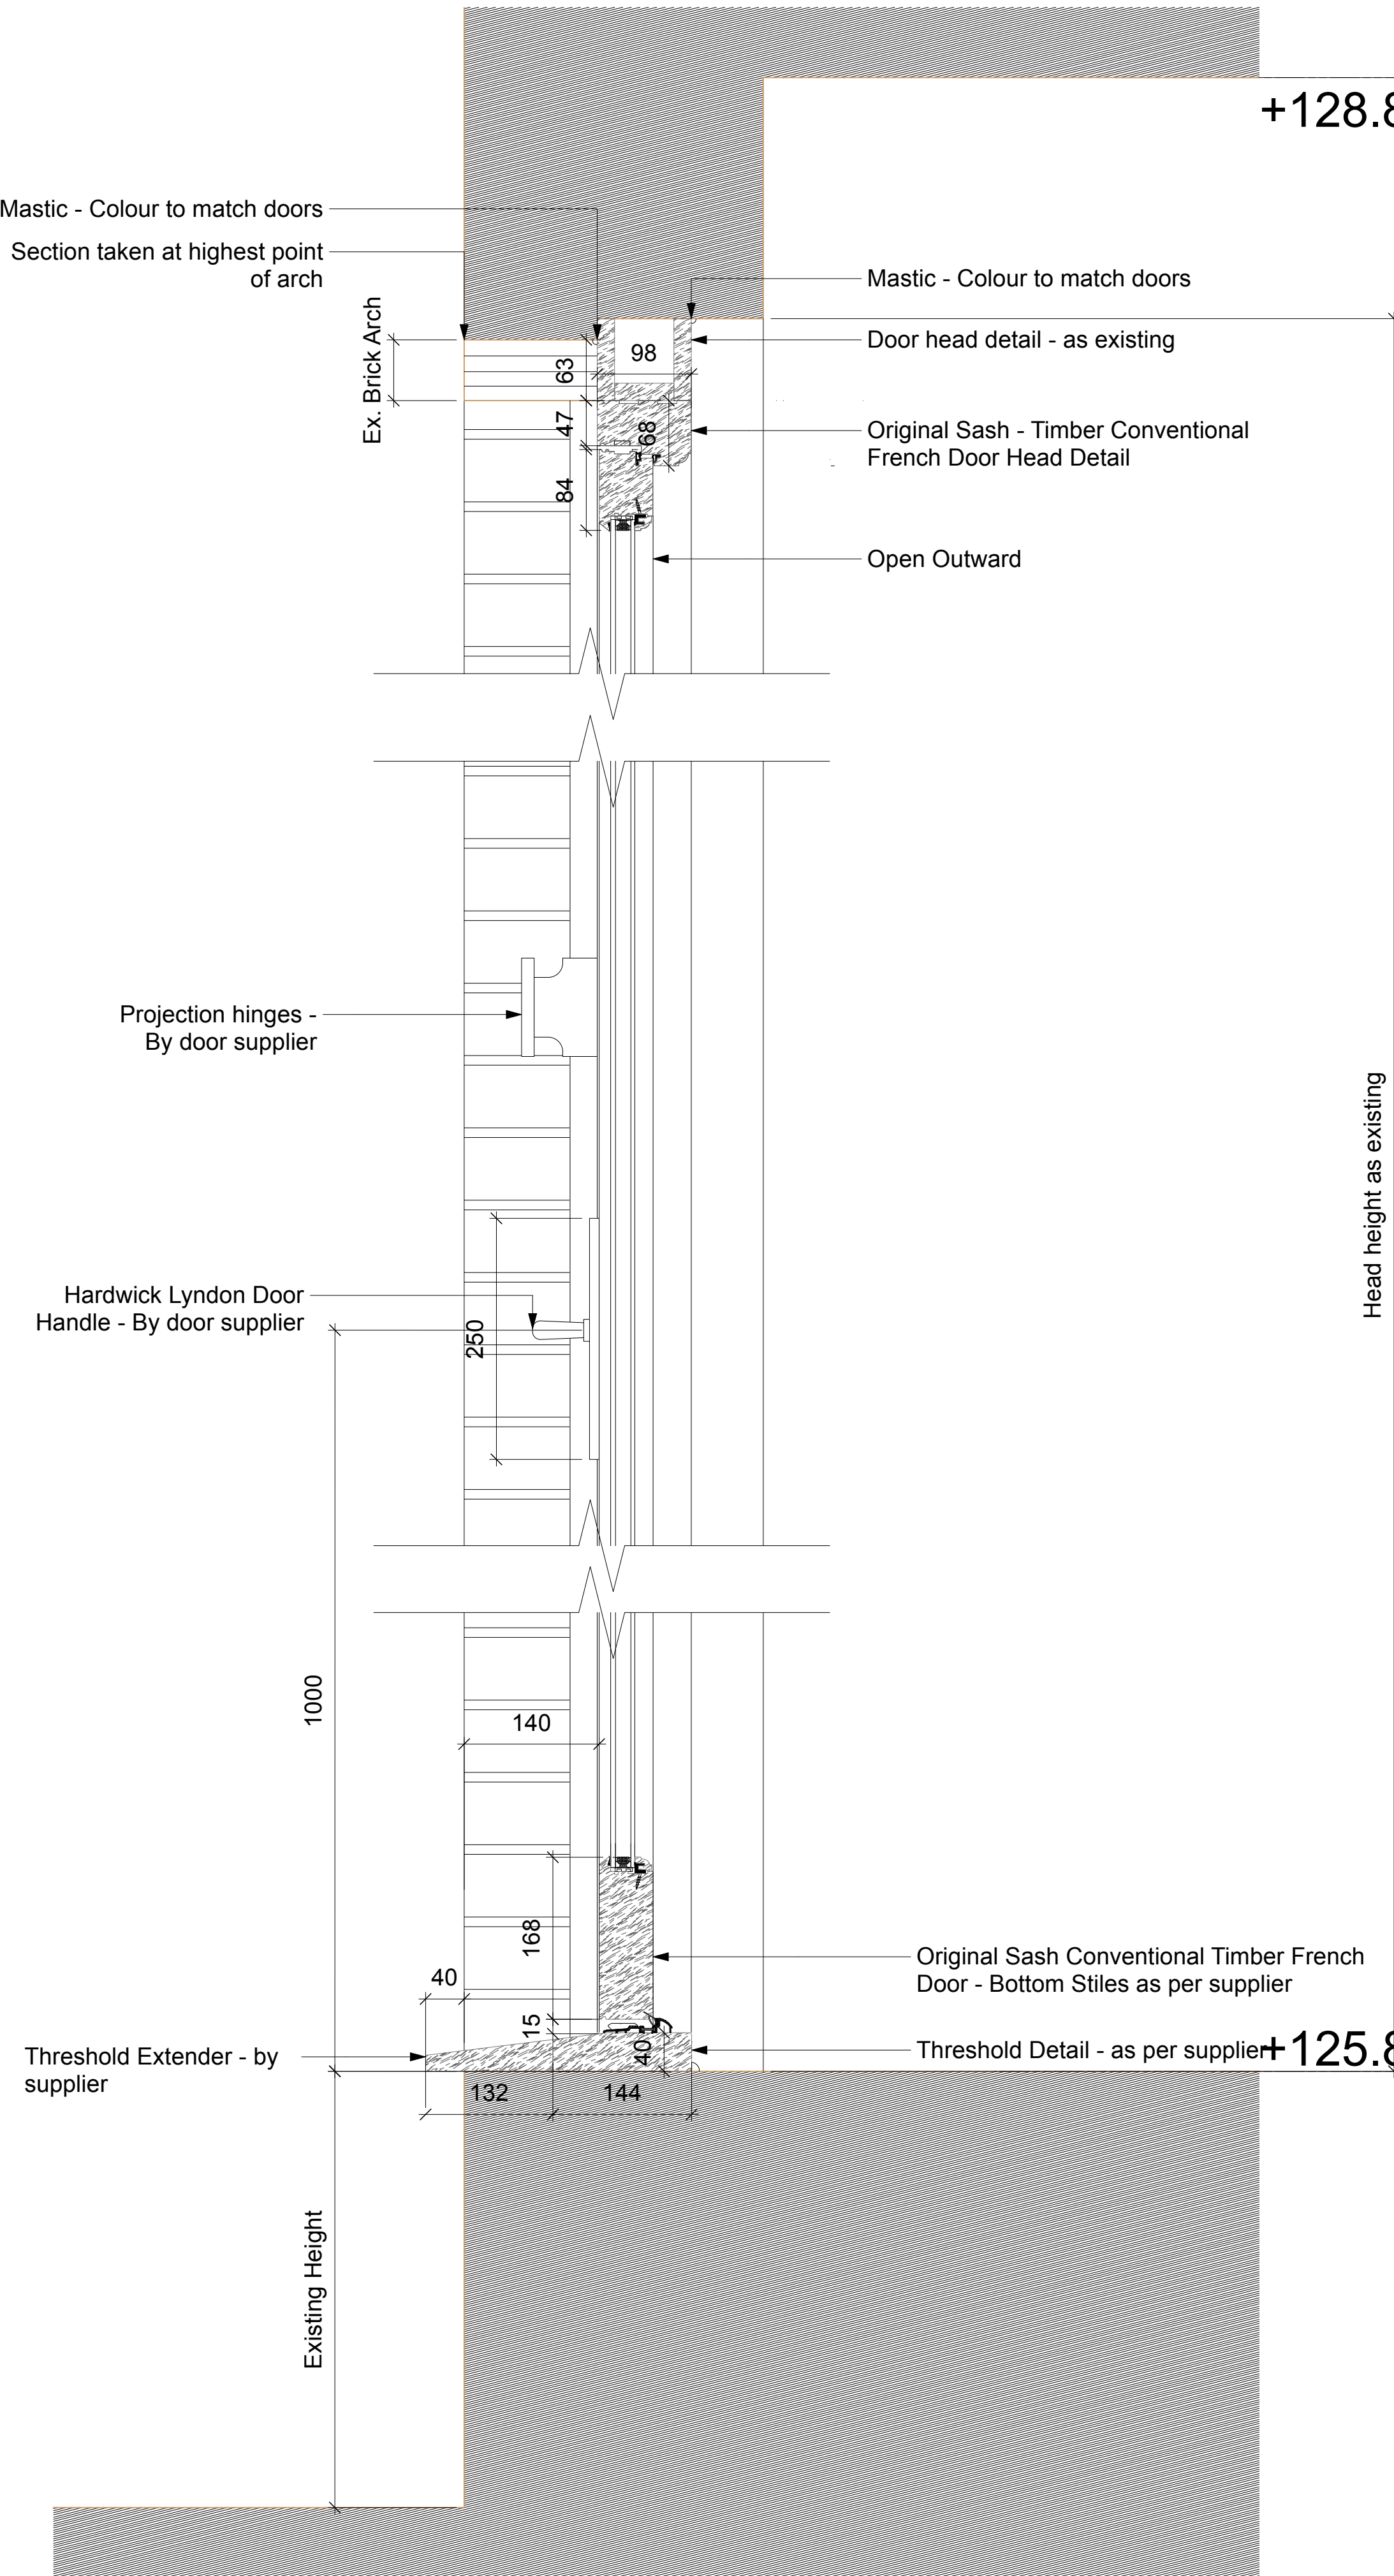 +128.8
Mastic - Colour to match doors
Section taken at highest point
of arch
Ex. Brick Arch
Mastic - Colour to match doors
Door head detail - as existing
98
63
47
68
84
Original Sash - Timber Conventional
French Door Head Detail
Open Outward
Projection hinges -
By door supplier
Head height as existing
Hardwick Lyndon Door
Handle - By door supplier
250
1000
140
168
40
15
40
Original Sash Conventional Timber French
Door - Bottom Stiles as per supplier
Threshold Extender - by
supplier
Threshold Detail - as per supplier
+125.8
132
144
Existing Height